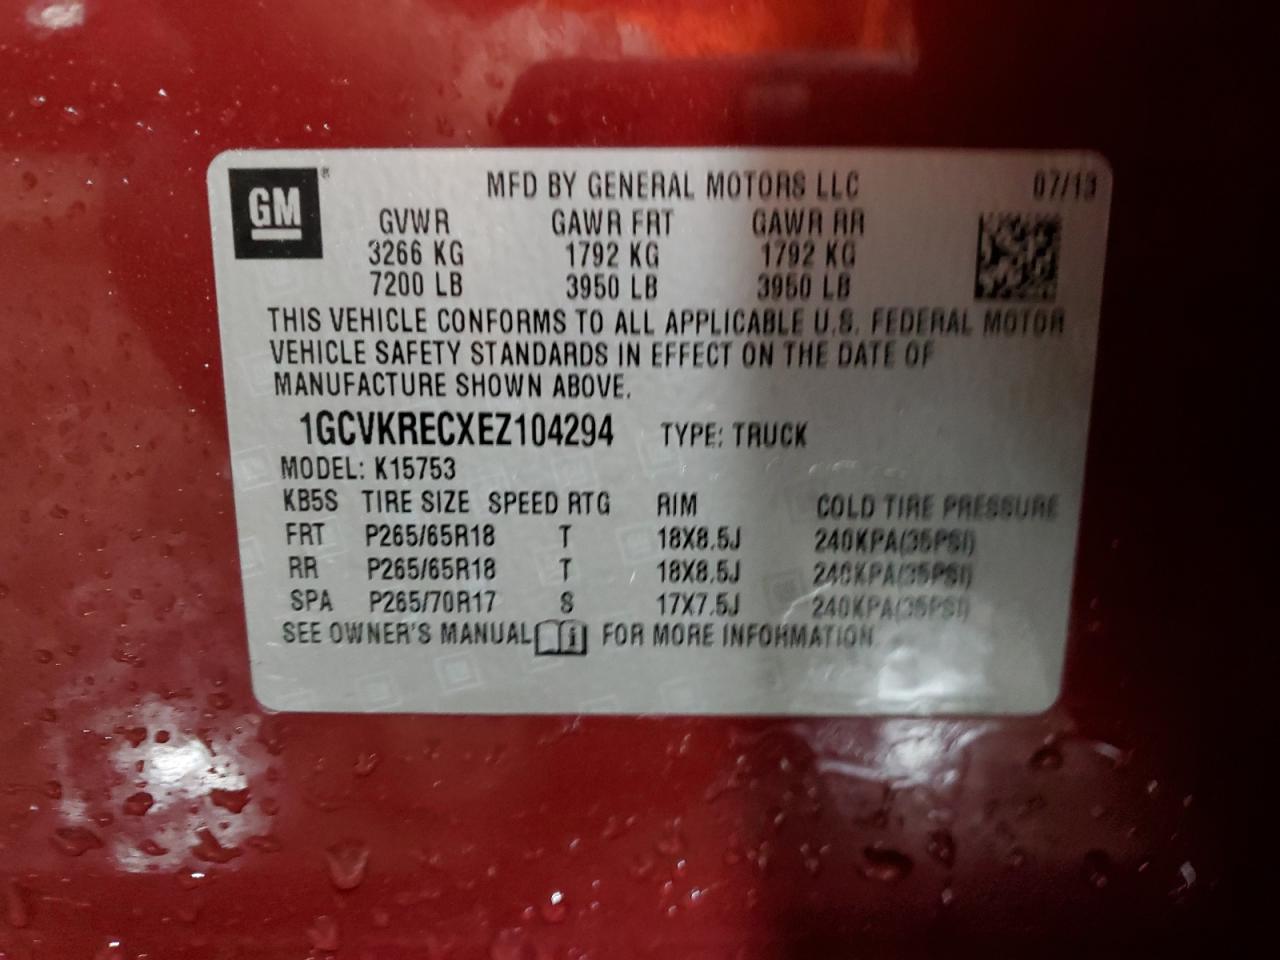 GM®
MFD BY GENERAL MOTORS LLC 07/13
GVWR GAWR FRT GAWR RR
3266 KG 1792 KG 1792 KG
7200 LB 3950 LB 3950 LB
THIS VEHICLE CONFORMS TO ALL APPLICABLE U.S. FEDERAL MOTOR
VEHICLE SAFETY STANDARDS IN EFFECT ON THE DATE OF
MANUFACTURE SHOWN ABOVE.
1GCVKRECXEZ104294 TYPE: TRUCK
MODEL: K15753
KB5S TIRE SIZE SPEED RTG RIM COLD TIRE PRESSURE
FRT P265/65R18 T 18X8.5J 240KPA(35PSI)
RR P265/65R18 T 18X8.5J 240KPA(35PSI)
SPA P265/70R17 S 17X7.5J 240KPA(35PSI)
SEE OWNER'S MANUAL i FOR MORE INFORMATION.